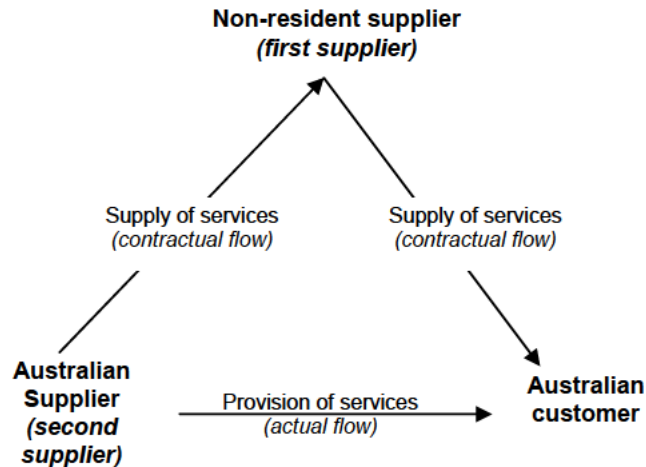 Non-resident supplier
(first supplier)
Supply of services
(contractual flow)
Supply of services
(contractual flow)
Australian
Supplier
(second
supplier)
Provision of services
(actual flow)
Australian
customer